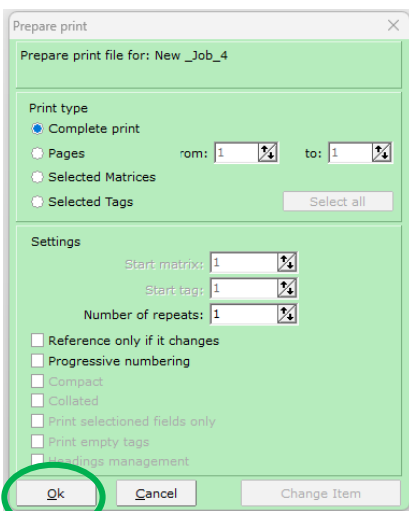 Prepare print
Prepare print file for: New _Job_4
Print type
Complete print
Pages rom: 1 to: 1
Selected Matrices
Selected Tags Select all
Settings
Start matrix: 1
Start tag: 1
Number of repeats: 1
Reference only if it changes
Progressive numbering
Compact
Collated
Print selectioned fields only
Print empty tags
Headings management
Ok Cancel Change Item